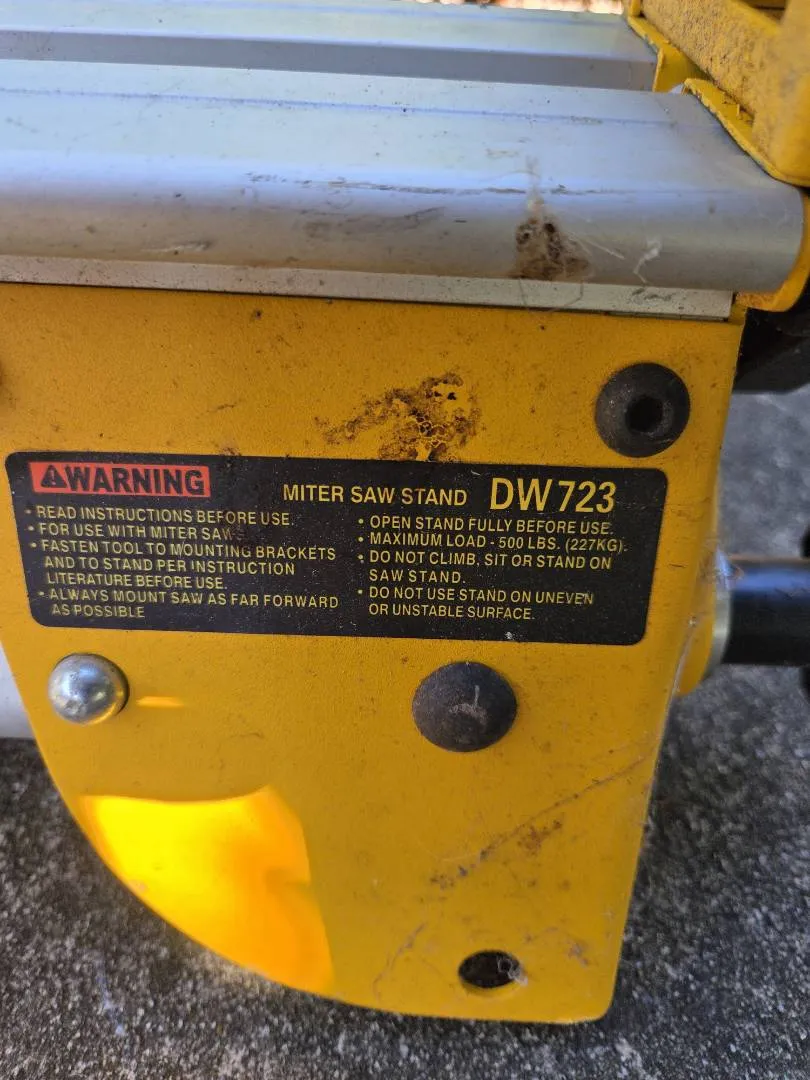 WARNING
MITER SAW STAND DW723
• READ INSTRUCTIONS BEFORE USE.
• FOR USE WITH MITER SAWS.
• FASTEN TOOL TO MOUNTING BRACKETS
AND TO STAND PER INSTRUCTION
LITERATURE BEFORE USE.
• ALWAYS MOUNT SAW AS FAR FORWARD
AS POSSIBLE
• OPEN STAND FULLY BEFORE USE.
• MAXIMUM LOAD - 500 LBS. (227KG).
• DO NOT CLIMB, SIT OR STAND ON
SAW STAND.
• DO NOT USE STAND ON UNEVEN
OR UNSTABLE SURFACE.